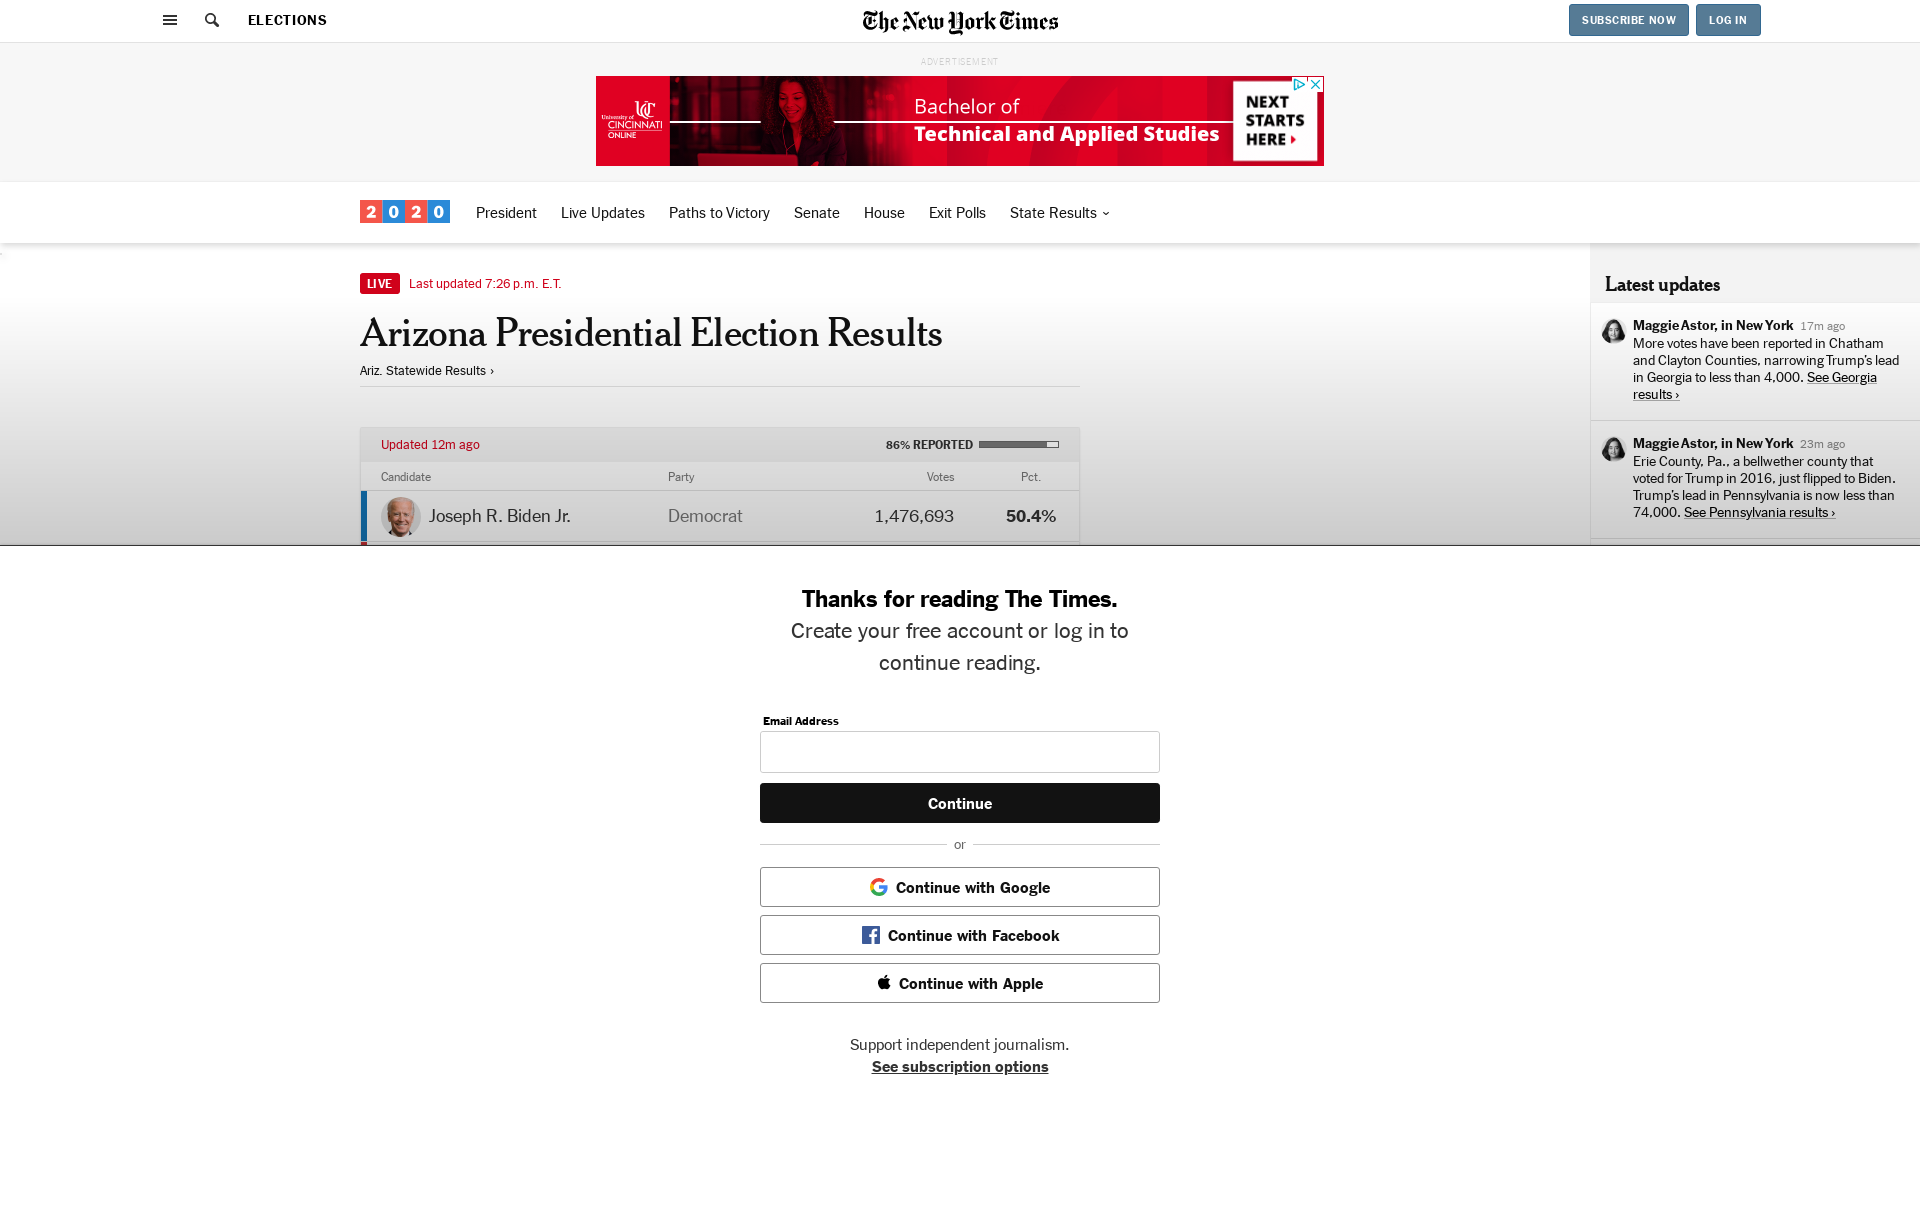 ELECTIONS
The New York Times
SUBSCRIBE NOW
LOG IN
ADVERTISEMENT
University of
CINCINNATI
ONLINE
Bachelor of
Technical and Applied Studies
NEXT
STARTS
HERE
2020
President
Live Updates
Paths to Victory
Senate
House
Exit Polls
State Results
LIVE
Last updated 7:26 p.m. E.T.
Arizona Presidential Election Results
Ariz. Statewide Results ›
Updated 12m ago
86% REPORTED
Candidate
Party
Votes
Pct.
Joseph R. Biden Jr.
Democrat
1,476,693
50.4%
Latest updates
Maggie Astor, in New York 17m ago
More votes have been reported in Chatham
and Clayton Counties, narrowing Trump's lead
in Georgia to less than 4,000. See Georgia
results ›
Maggie Astor, in New York 23m ago
Erie County, Pa., a bellwether county that
voted for Trump in 2016, just flipped to Biden.
Trump's lead in Pennsylvania is now less than
74,000. See Pennsylvania results ›
Thanks for reading The Times.
Create your free account or log in to
continue reading.
Email Address
Continue
or
Continue with Google
Continue with Facebook
Continue with Apple
Support independent journalism.
See subscription options